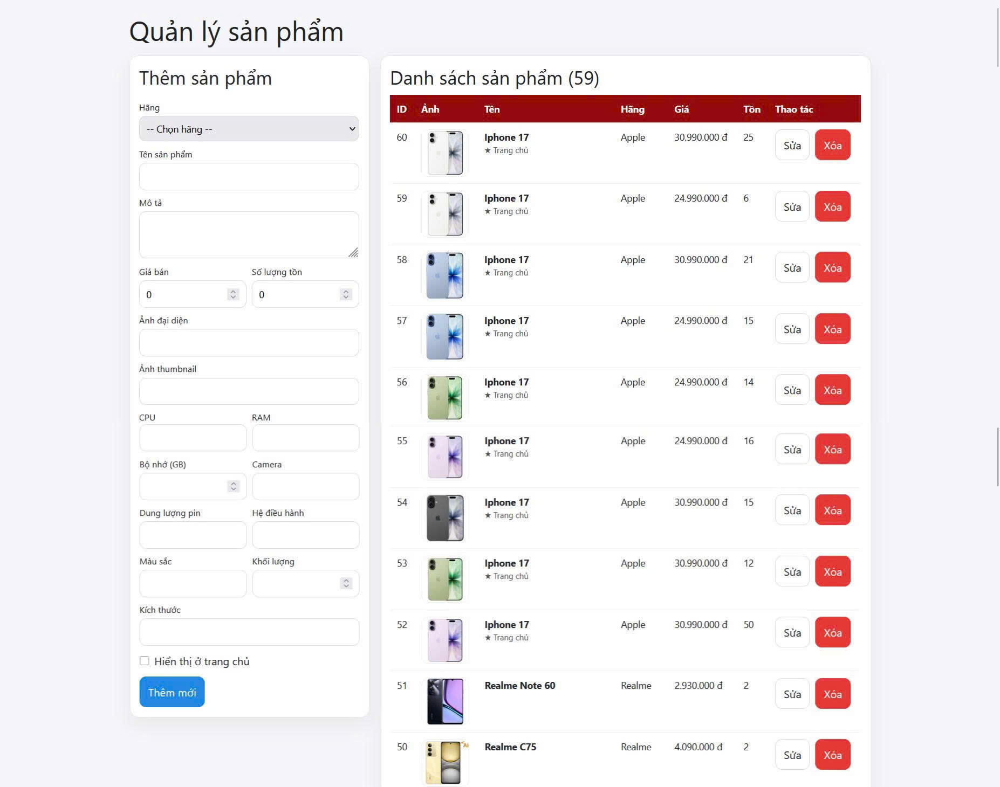 Quản lý sản phẩm
Thêm sản phẩm
Hãng
-- Chọn hãng --
Tên sản phẩm
Mô tả
Giá bán Số lượng tồn
0 0
Ảnh đại diện
Ảnh thumbnail
CPU RAM
Bộ nhớ (GB) Camera
Dung lượng pin Hệ điều hành
Màu sắc Khối lượng
Kích thước
Hiển thị ở trang chủ
Thêm mới
Danh sách sản phẩm (59)
ID Ảnh Tên Hãng Giá Tồn Thao tác
60 Iphone 17 Apple 30.990.000 đ 25 Sửa Xóa
★ Trang chủ
59 Iphone 17 Apple 24.990.000 đ 6 Sửa Xóa
★ Trang chủ
58 Iphone 17 Apple 30.990.000 đ 21 Sửa Xóa
★ Trang chủ
57 Iphone 17 Apple 24.990.000 đ 15 Sửa Xóa
★ Trang chủ
56 Iphone 17 Apple 24.990.000 đ 14 Sửa Xóa
★ Trang chủ
55 Iphone 17 Apple 24.990.000 đ 16 Sửa Xóa
★ Trang chủ
54 Iphone 17 Apple 30.990.000 đ 15 Sửa Xóa
★ Trang chủ
53 Iphone 17 Apple 30.990.000 đ 12 Sửa Xóa
★ Trang chủ
52 Iphone 17 Apple 30.990.000 đ 50 Sửa Xóa
★ Trang chủ
51 Realme Note 60 Realme 2.930.000 đ 2 Sửa Xóa
50 Realme C75 Realme 4.090.000 đ 2 Sửa Xóa
AI